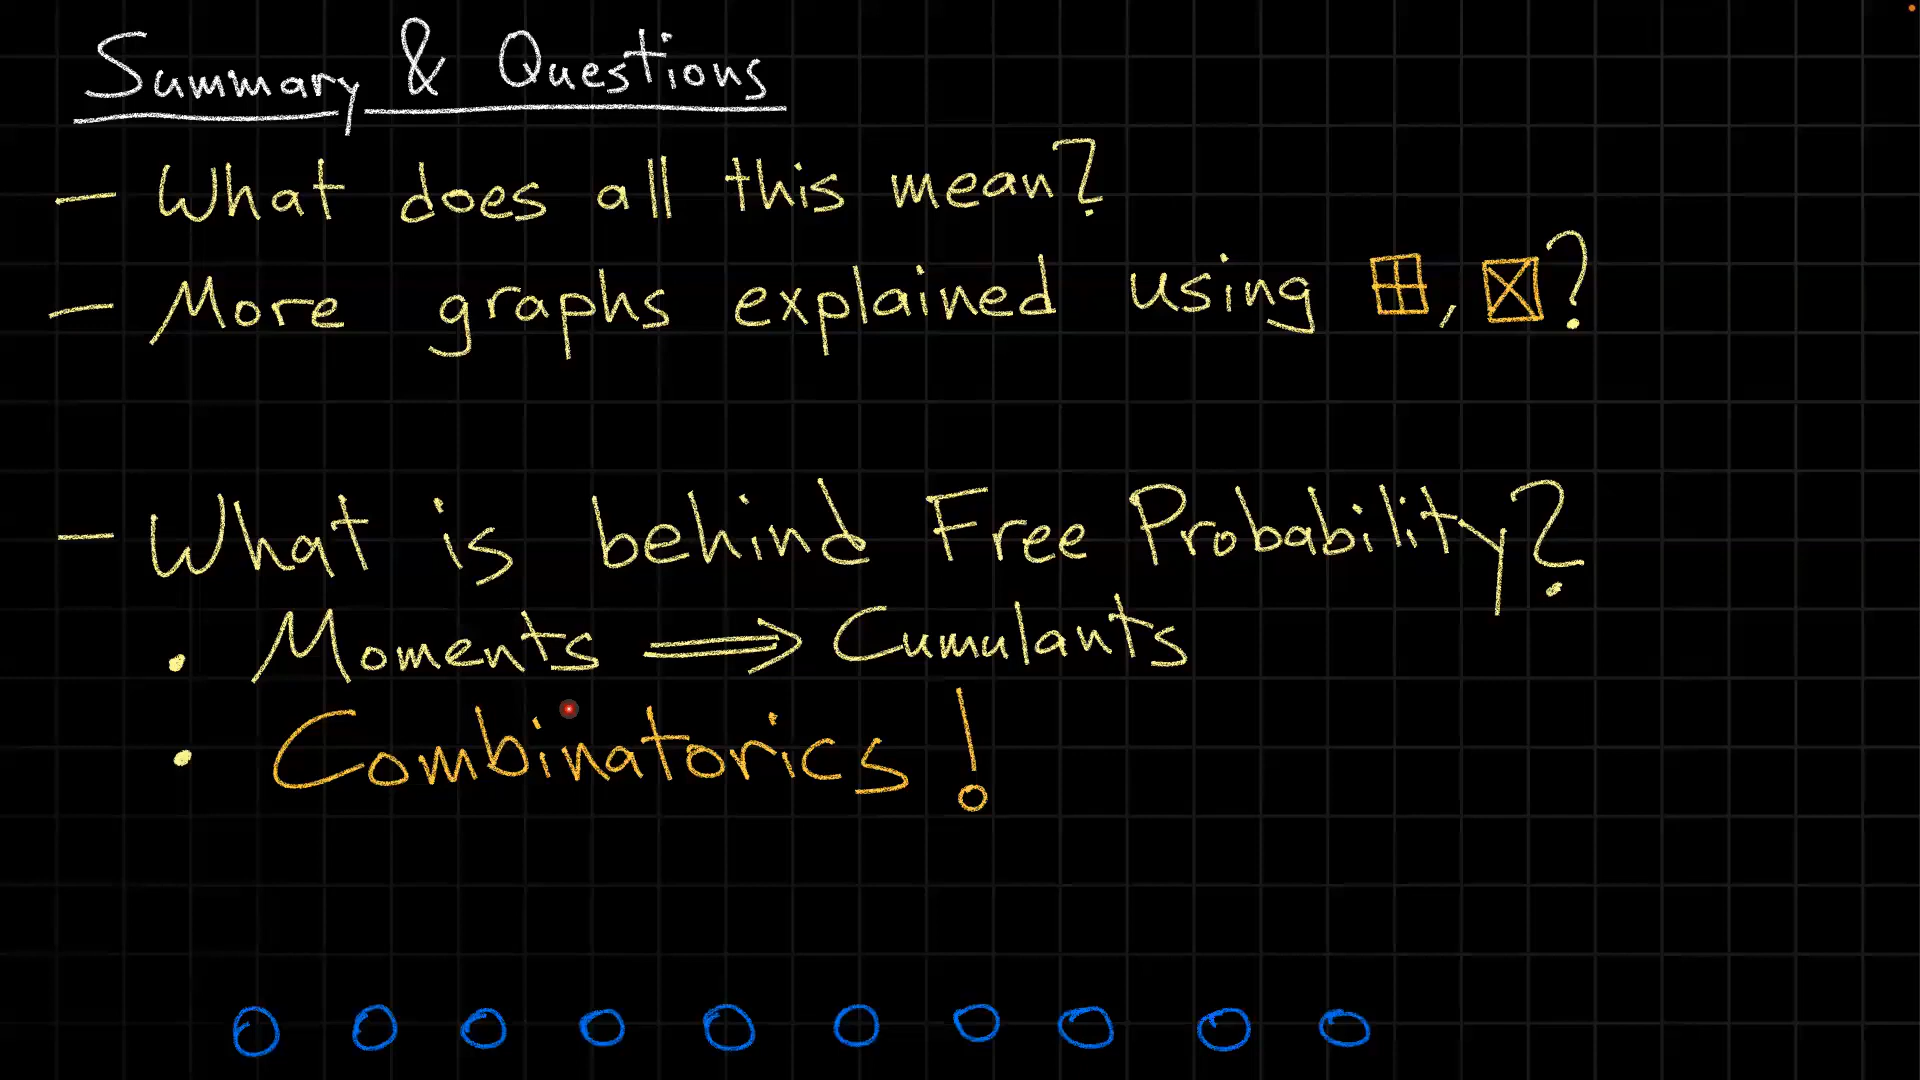 Summary & Questions
- What does all this mean?
- More graphs explained using ⊞, ⊠?
- What is behind Free Probability?
• Moments ⟹ Cumulants
• Combinatorics!